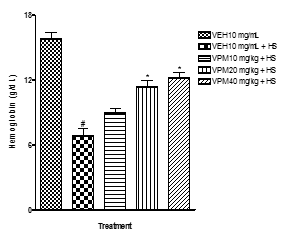 18
12
6
0
Hemoglobin (g/dL)
#
*
*
Treatment
VEH10 mg/mL
VEH10 mg/mL + HS
VPM10 mg/kg + HS
VPM20 mg/kg + HS
VPM40 mg/kg + HS